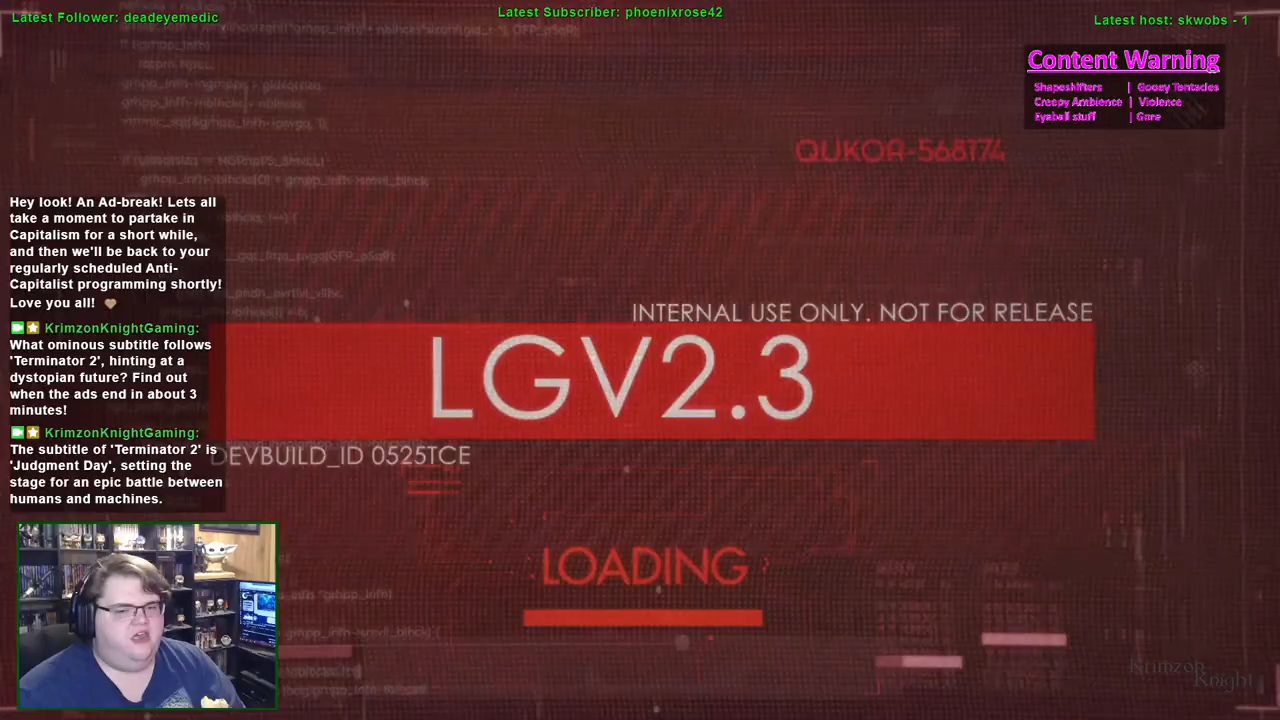 Latest Follower: deadeyemedic
Latest Subscriber: phoenixrose42
Latest host: skwobs - 1
Content Warning
Shapeshifters | Gooey Tentacles
Creepy Ambience | Violence
Eyeball stuff | Gore
QUKOA-568174
Hey look! An Ad-break! Lets all
take a moment to partake in
Capitalism for a short while,
and then we'll be back to your
regularly scheduled Anti-
Capitalist programming shortly!
Love you all!
KrimzonKnightGaming:
What ominous subtitle follows
'Terminator 2', hinting at a
dystopian future? Find out
when the ads end in about 3
minutes!
KrimzonKnightGaming:
The subtitle of 'Terminator 2' is
'Judgment Day', setting the
stage for an epic battle between
humans and machines.
INTERNAL USE ONLY. NOT FOR RELEASE
LGV2.3
DEVBUILD_ID 0525TCE
LOADING
Krimzon
Knight